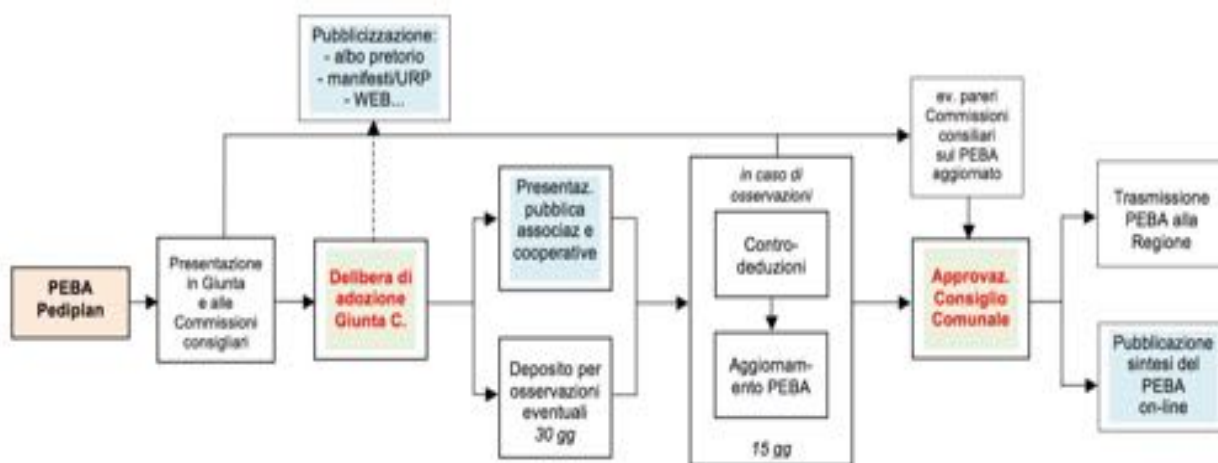 Pubblicizzazione:
- albo pretorio
- manifesti/URP
- WEB...
ev. pareri
Commissioni
consiliari
sul PEBA
aggiornato
PEBA
Pediplan
Presentazione
in Giunta
e alle
Commissioni
consigliari
Delibera di
adozione
Giunta C.
Presentaz.
pubblica
associaz e
cooperative
Deposito per
osservazioni
eventuali
30 gg
in caso di
osservazioni
Contro-
deduzioni
Aggiornam-
ento PEBA
15 gg
Approvaz.
Consiglio
Comunale
Trasmissione
PEBA alla
Regione
Pubblicazione
sintesi del
PEBA
on-line